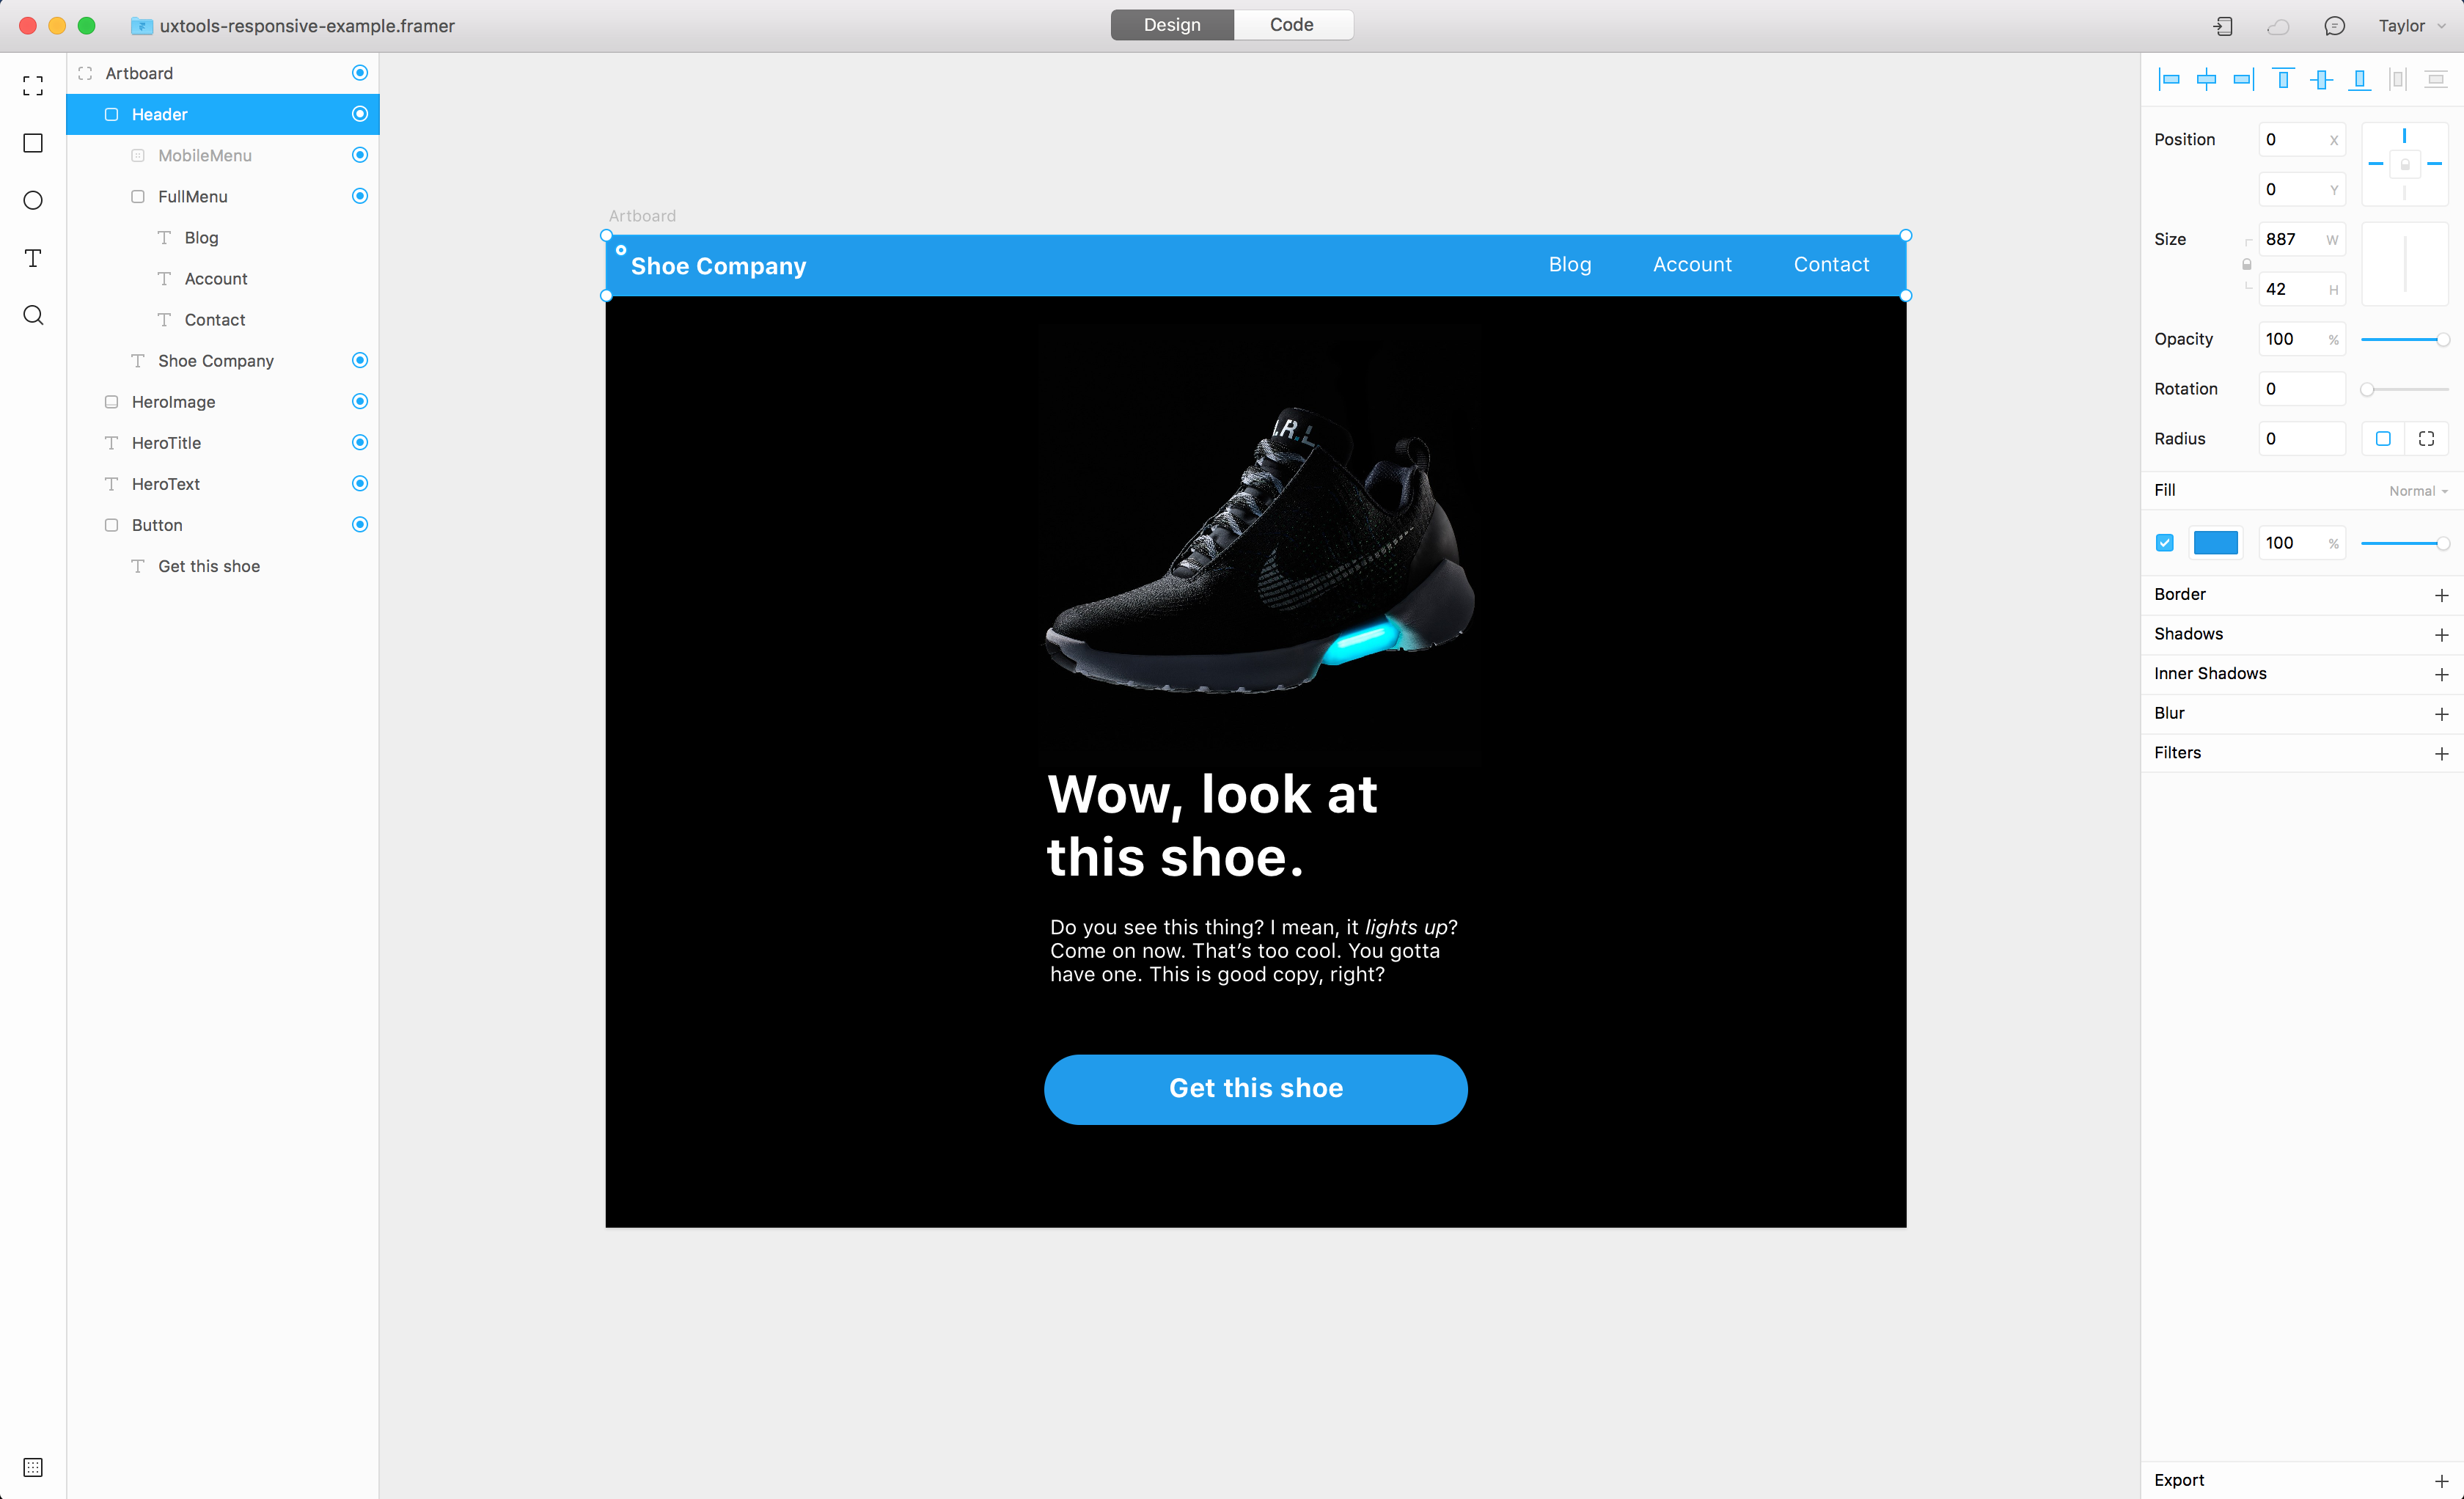 uxtools-responsive-example.framer
Design
Code
Taylor
Artboard
Header
MobileMenu
FullMenu
Blog
Account
Contact
Shoe Company
HeroImage
HeroTitle
HeroText
Button
Get this shoe
Artboard
Shoe Company
Blog
Account
Contact
Wow, look at
this shoe.
Do you see this thing? I mean, it lights up?
Come on now. That’s too cool. You gotta
have one. This is good copy, right?
Get this shoe
Position
0 X
0 Y
Size
887 W
42 H
Opacity
100 %
Rotation
0
Radius
0
Fill
Normal
100 %
Border
Shadows
Inner Shadows
Blur
Filters
Export